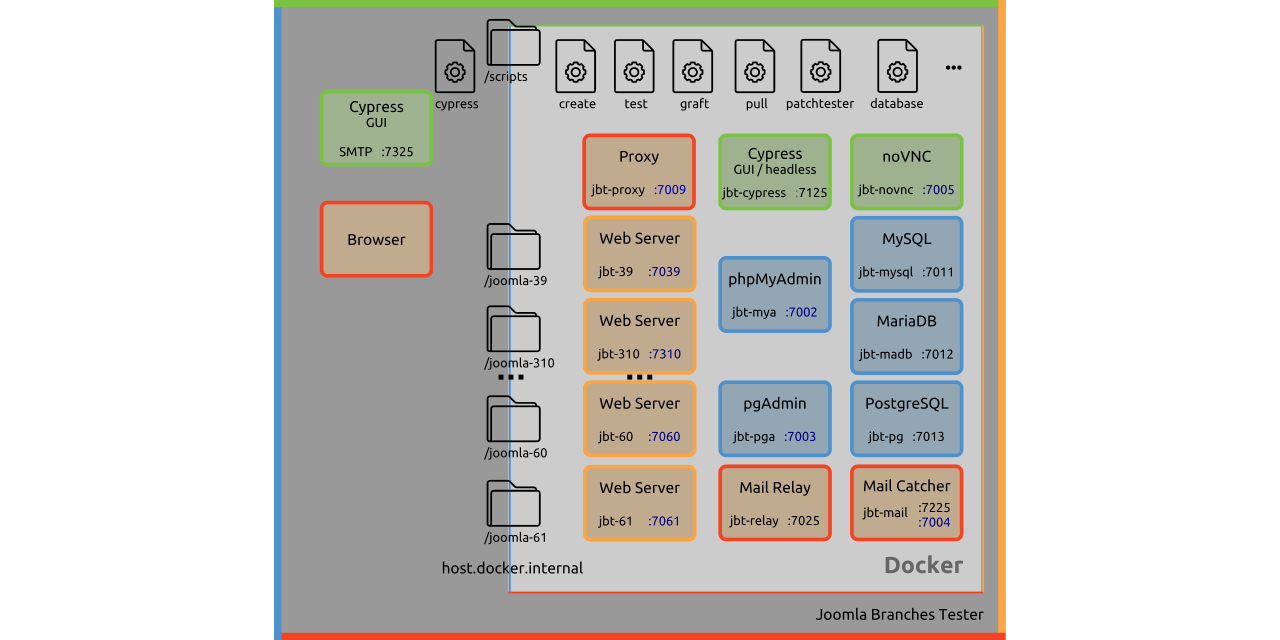 /scripts
cypress
create
test
graft
pull
patchtester
database
...
Cypress
GUI
SMTP :7325
Browser
Proxy
jbt-proxy :7009
Cypress
GUI / headless
jbt-cypress :7125
noVNC
jbt-novnc :7005
/joomla-39
Web Server
jbt-39 :7039
phpMyAdmin
jbt-mya :7002
MySQL
jbt-mysql :7011
/joomla-310
...
Web Server
jbt-310 :7310
...
MariaDB
jbt-madb :7012
/joomla-60
Web Server
jbt-60 :7060
pgAdmin
jbt-pga :7003
PostgreSQL
jbt-pg :7013
/joomla-61
Web Server
jbt-61 :7061
Mail Relay
jbt-relay :7025
Mail Catcher
jbt-mail :7225
:7004
host.docker.internal
Docker
Joomla Branches Tester